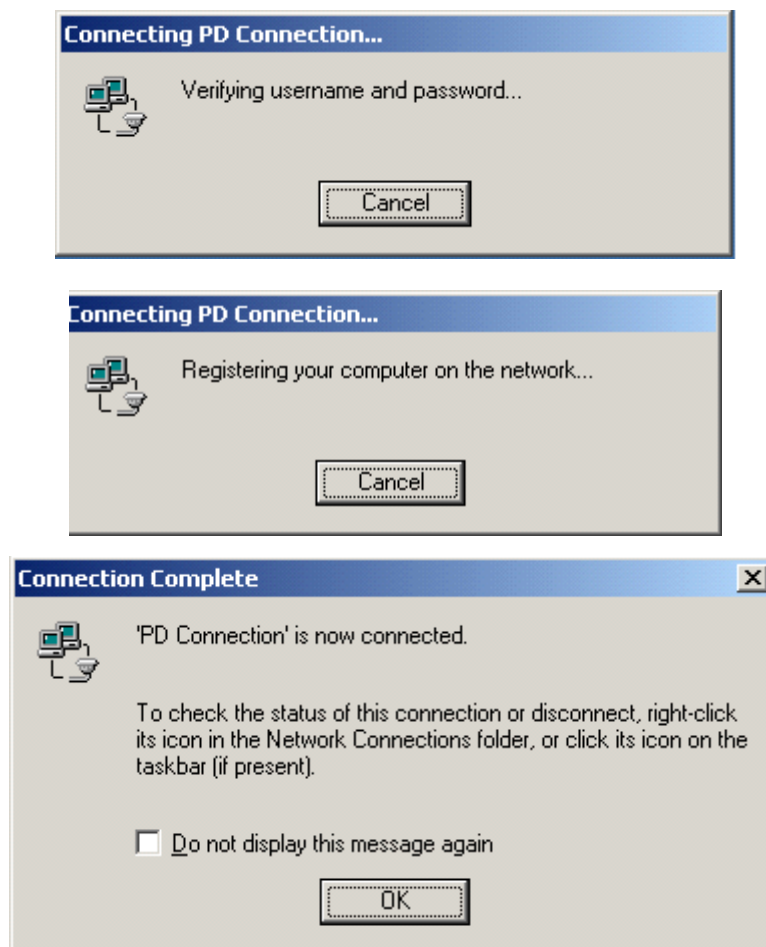 Connecting PD Connection...
Verifying username and password...
Cancel
Connecting PD Connection...
Registering your computer on the network...
Cancel
Connection Complete
'PD Connection' is now connected.
To check the status of this connection or disconnect, right-click
its icon in the Network Connections folder, or click its icon on the
taskbar (if present).
Do not display this message again
OK